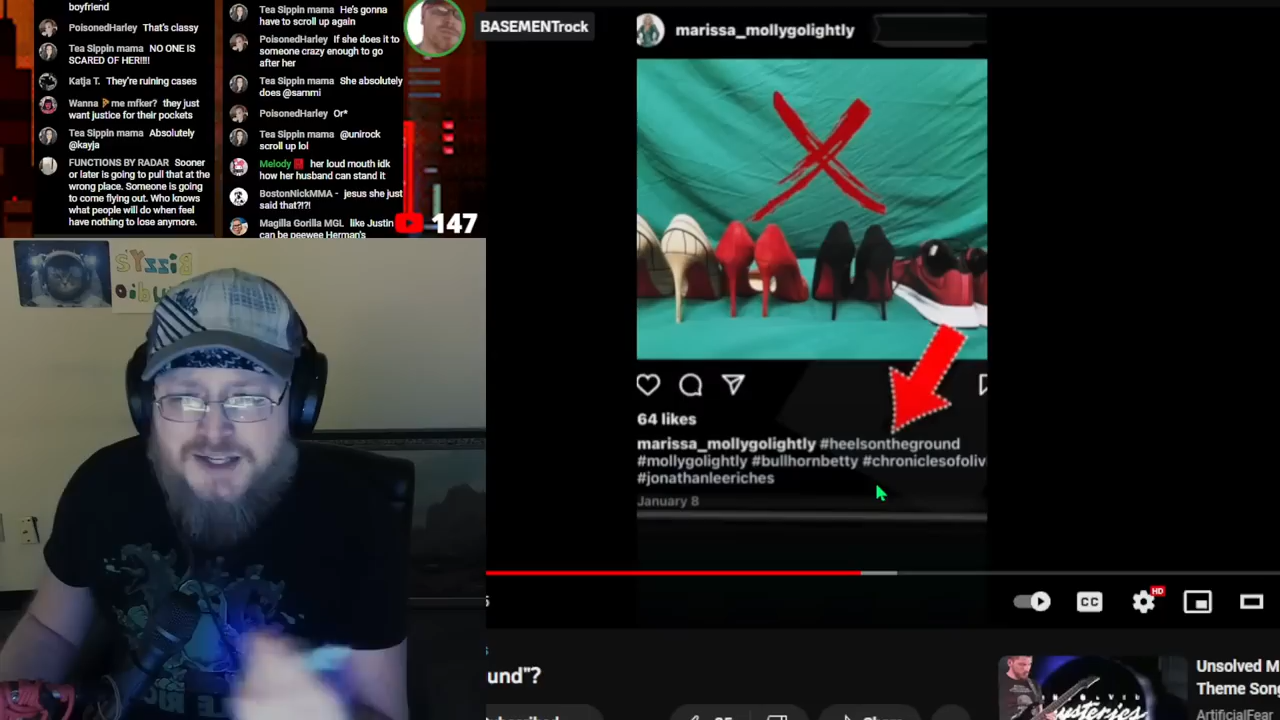 boyfriend
PoisonedHarley That's classy
Tea Sippin mama NO ONE IS
SCARED OF HER!!!!
Katja T. They're ruining cases
Wanna me mfker? they just
want justice for their pockets
Tea Sippin mama Absolutely
@kayja
FUNCTIONS BY RADAR Sooner
or later is going to pull that at the
wrong place. Someone is going
to come flying out. Who knows
what people will do when feel
have nothing to lose anymore.
Tea Sippin mama He's gonna
have to scroll up again
PoisonedHarley If she does it to
someone crazy enough to go
after her
Tea Sippin mama She absolutely
does @sammi
PoisonedHarley Or*
Tea Sippin mama @unirock
scroll up lol
Melody her loud mouth idk
how her husband can stand it
BostonNickMMA - jesus she just
said that?!?!
Magilla Gorilla MGL like Justin
can be peewee Herman's
147
BASEMENTrock
marissa_mollygolightly
64 likes
marissa_mollygolightly #heelsontheground
#mollygolightly #bullhornbetty #chroniclesofoliv
#jonathanleeriches
January 8
CC
HD
und"?
Share
Unsolved M
Theme Song
ArtificialFear
BizzyS